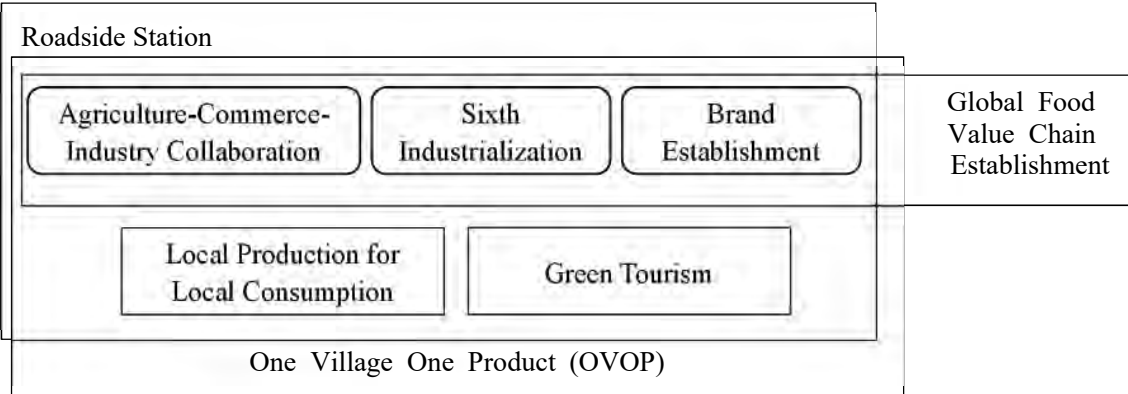 Roadside Station
Agriculture-Commerce-
Industry Collaboration
Sixth
Industrialization
Brand
Establishment
Global Food
Value Chain
Establishment
Local Production for
Local Consumption
Green Tourism
One Village One Product (OVOP)